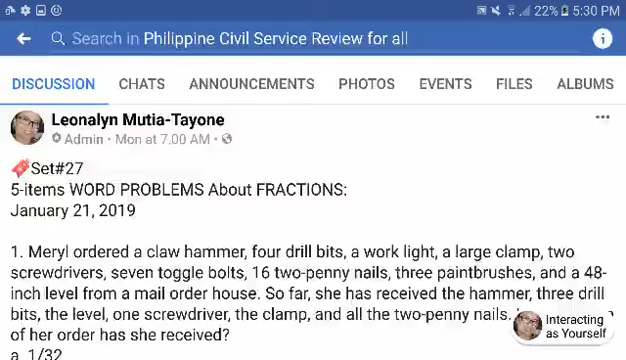 22% 5:30 PM
Search in Philippine Civil Service Review for all
DISCUSSION CHATS ANNOUNCEMENTS PHOTOS EVENTS FILES ALBUMS
Leonalyn Mutia-Tayone
Admin • Mon at 7.00 AM •
Set#27
5-items WORD PROBLEMS About FRACTIONS:
January 21, 2019
1. Meryl ordered a claw hammer, four drill bits, a work light, a large clamp, two
screwdrivers, seven toggle bolts, 16 two-penny nails, three paintbrushes, and a 48-
inch level from a mail order house. So far, she has received the hammer, three drill
bits, the level, one screwdriver, the clamp, and all the two-penny nails.
of her order has she received?
Interacting
as Yourself
a. 1/32